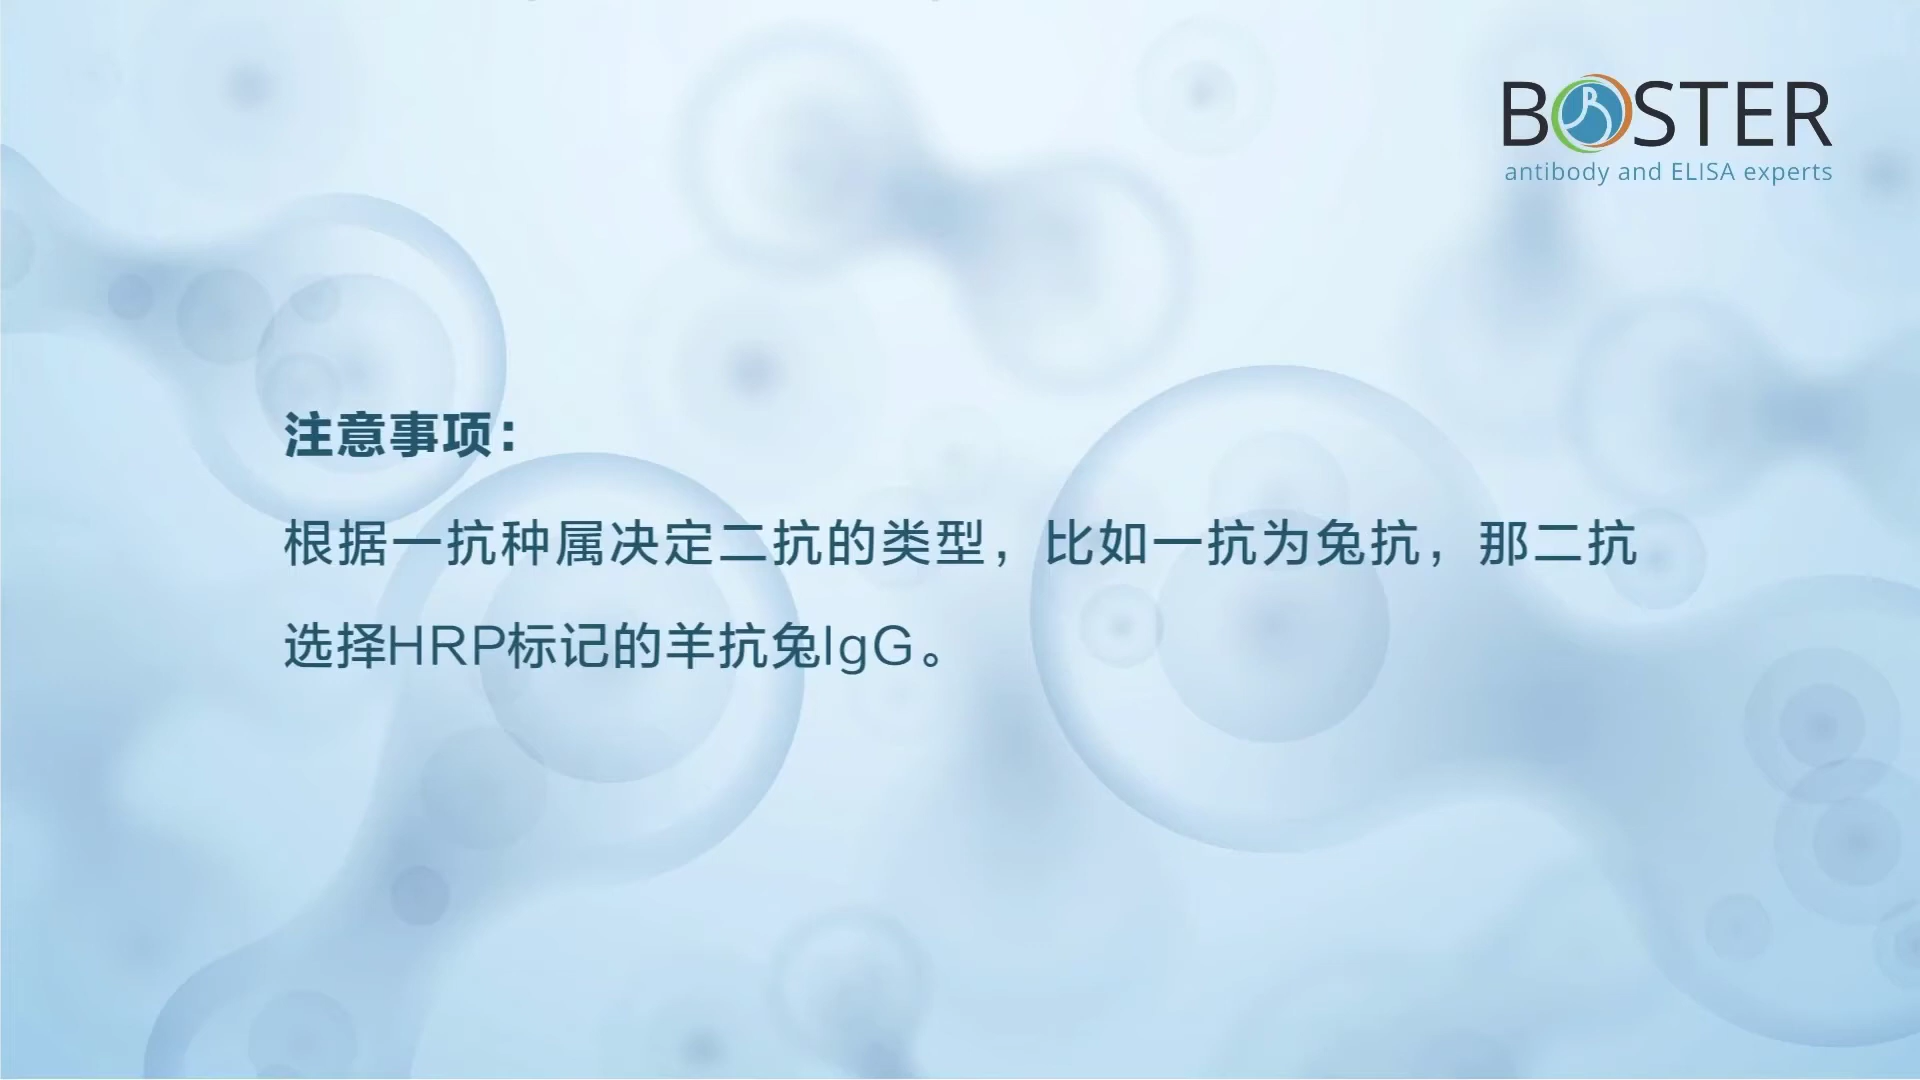 BOSTER
antibody and ELISA experts
注意事项：
根据一抗种属决定二抗的类型，比如一抗为兔抗，那二抗
选择HRP标记的羊抗兔IgG。